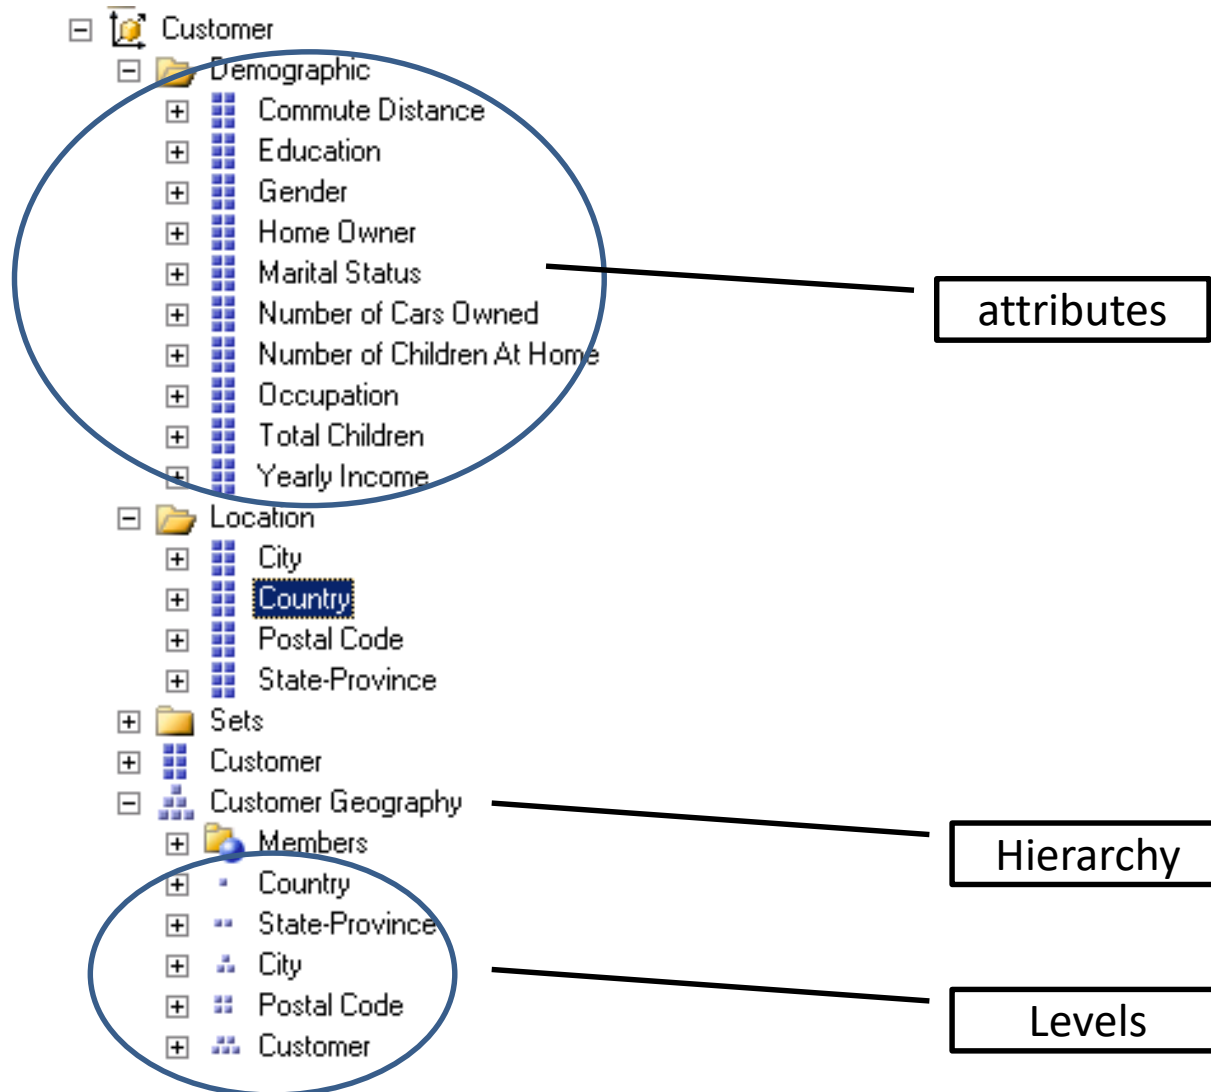 Customer
Demographic
Commute Distance
Education
Gender
Home Owner
Marital Status
attributes
Number of Cars Owned
Number of Children At Home
Occupation
Total Children
Yearly Income
Location
City
Country
Postal Code
State-Province
Sets
Customer
Customer Geography
Members
Hierarchy
Country
State-Province
City
Postal Code
Levels
Customer